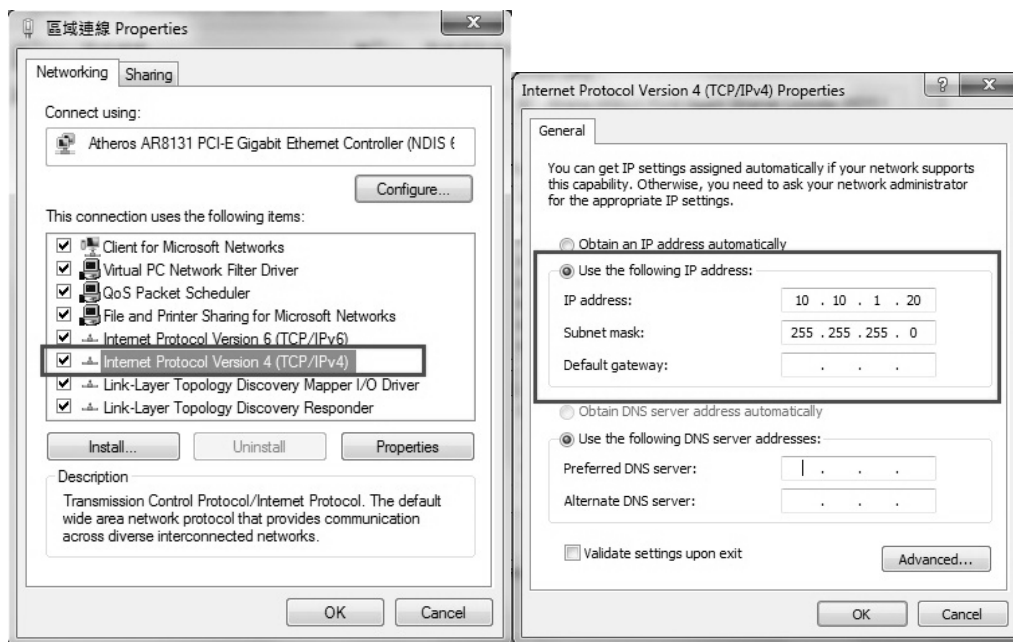 區域連線 Properties
Networking
Sharing
Connect using:
Atheros AR8131 PCI-E Gigabit Ethernet Controller (NDIS 6
Configure...
This connection uses the following items:
Client for Microsoft Networks
Virtual PC Network Filter Driver
QoS Packet Scheduler
File and Printer Sharing for Microsoft Networks
Internet Protocol Version 6 (TCP/IPv6)
Internet Protocol Version 4 (TCP/IPv4)
Link-Layer Topology Discovery Mapper I/O Driver
Link-Layer Topology Discovery Responder
Install...
Uninstall
Properties
Description
Transmission Control Protocol/Internet Protocol. The default
wide area network protocol that provides communication
across diverse interconnected networks.
OK
Cancel
Internet Protocol Version 4 (TCP/IPv4) Properties
General
You can get IP settings assigned automatically if your network supports
this capability. Otherwise, you need to ask your network administrator
for the appropriate IP settings.
Obtain an IP address automatically
Use the following IP address:
IP address: 10 . 10 . 1 . 20
Subnet mask: 255 . 255 . 255 . 0
Default gateway: . . .
Obtain DNS server address automatically
Use the following DNS server addresses:
Preferred DNS server: . . .
Alternate DNS server: . . .
Validate settings upon exit
Advanced...
OK
Cancel